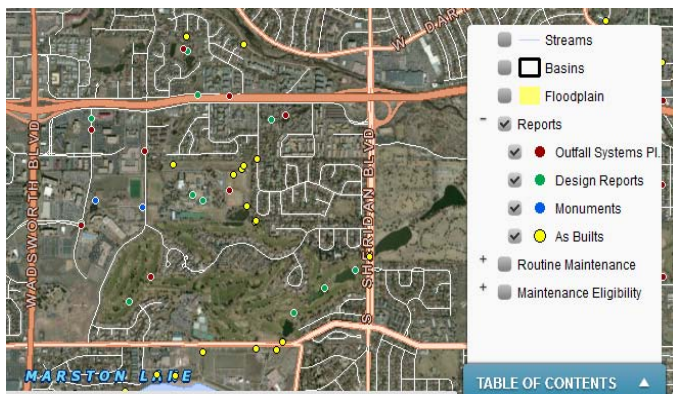 W DAR
WADSWORTH BLVD
S SHERIDAN BLVD
MARSTON LAKE
Streams
Basins
Floodplain
Reports
Outfall Systems Pl.
Design Reports
Monuments
As Builts
Routine Maintenance
Maintenance Eligibility
TABLE OF CONTENTS